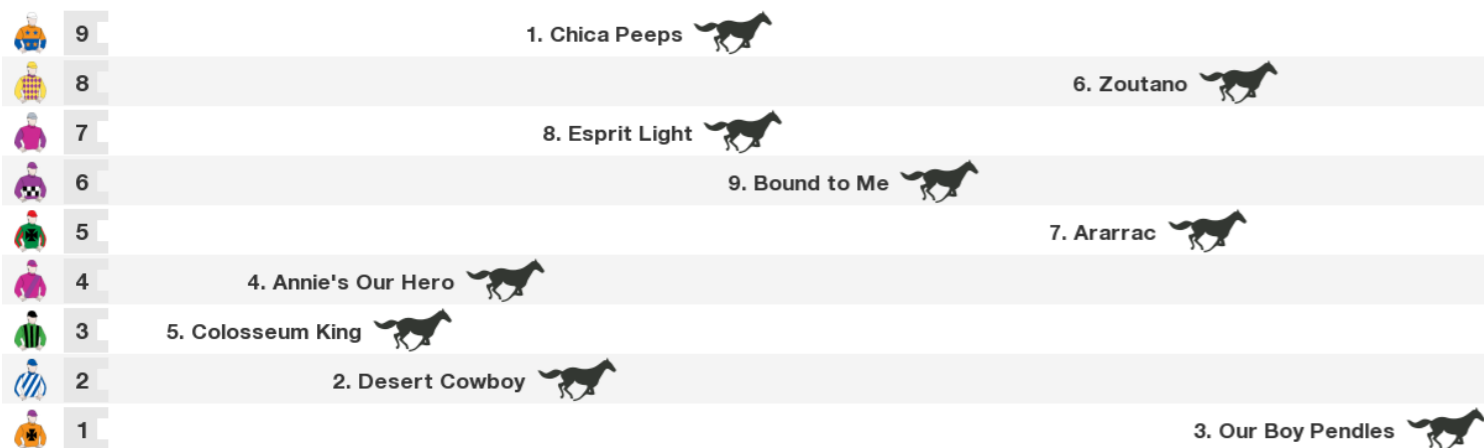 9 1. Chica Peeps
8 6. Zoutano
7 8. Esprit Light
6 9. Bound to Me
5 7. Ararrac
4 4. Annie's Our Hero
3 5. Colosseum King
2 2. Desert Cowboy
1 3. Our Boy Pendles